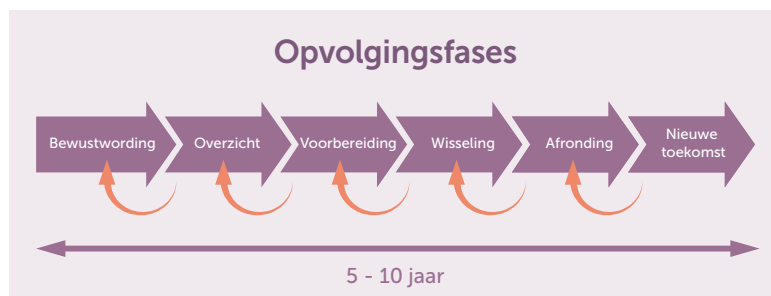 Opvolgingsfases
Bewustwording
Overzicht
Voorbereiding
Wisseling
Afronding
Nieuwe
toekomst
5 - 10 jaar